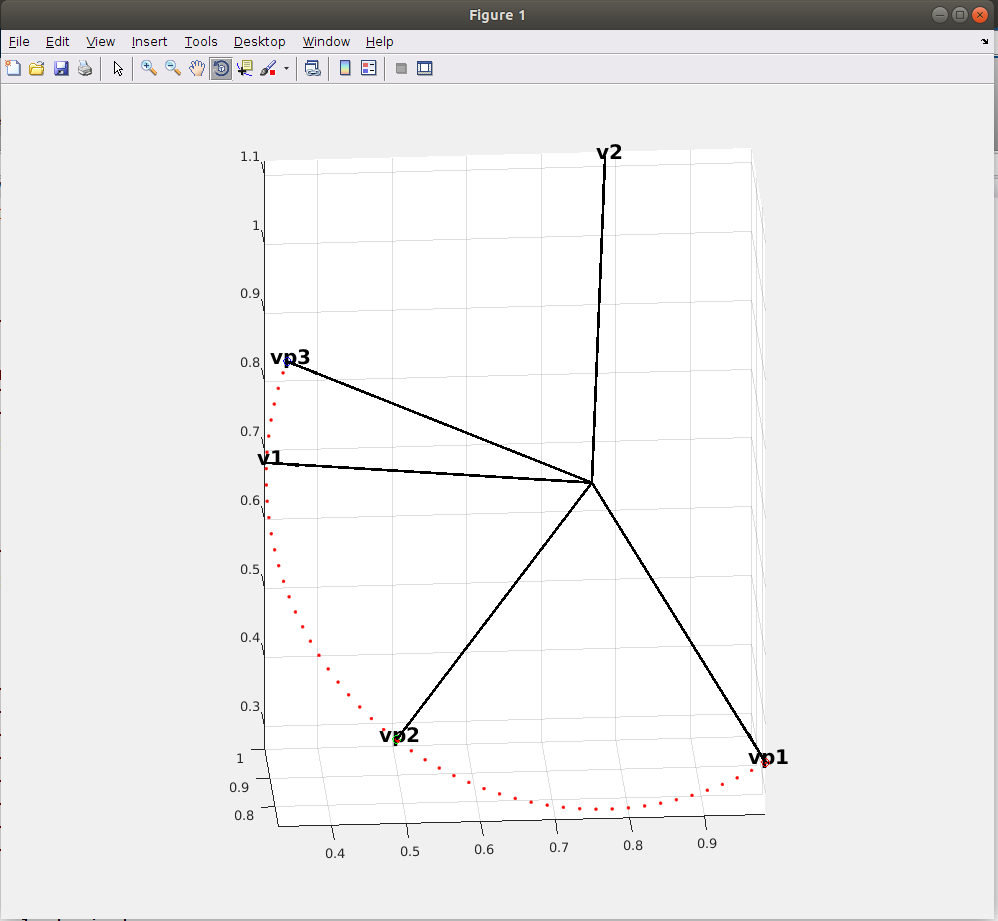 Figure 1
File Edit View Insert Tools Desktop Window Help
v2
1.1
1
0.9
vp3
0.8
0.7
v1
0.6
0.5
0.4
0.3
vp2
vp1
1
0.9
0.8
0.4 0.5 0.6 0.7 0.8 0.9